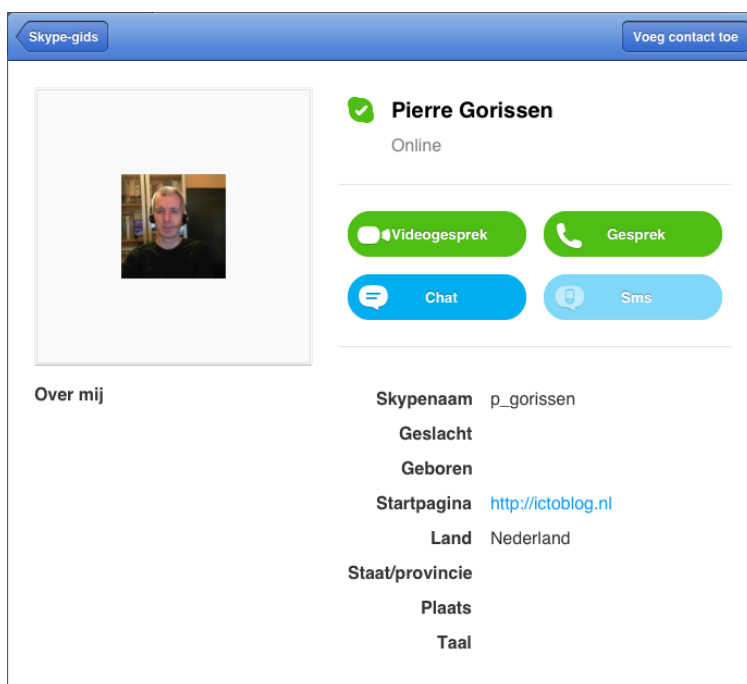 Skype-gids
Voeg contact toe
Pierre Gorissen
Online
Videogesprek
Gesprek
Chat
Sms
Over mij
Skypenaam p_gorissen
Geslacht
Geboren
Startpagina http://ictoblog.nl
Land Nederland
Staat/provincie
Plaats
Taal